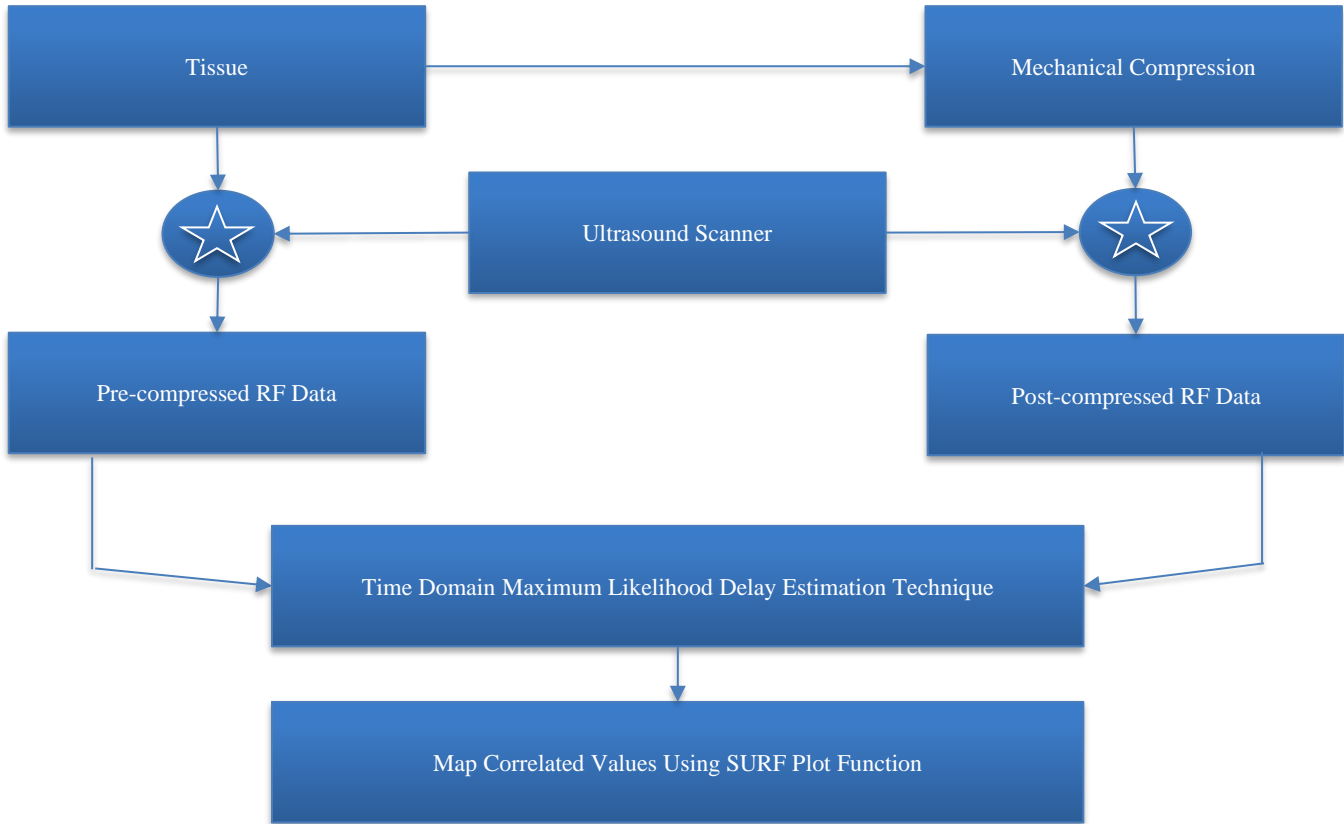 Tissue
Mechanical Compression
Ultrasound Scanner
Pre-compressed RF Data
Post-compressed RF Data
Time Domain Maximum Likelihood Delay Estimation Technique
Map Correlated Values Using SURF Plot Function